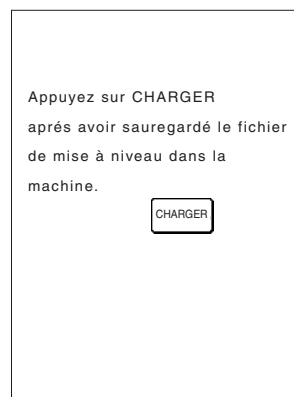 Appuyez sur CHARGER
aprés avoir sauregardé le fichier
de mise à niveau dans la
machine.
CHARGER